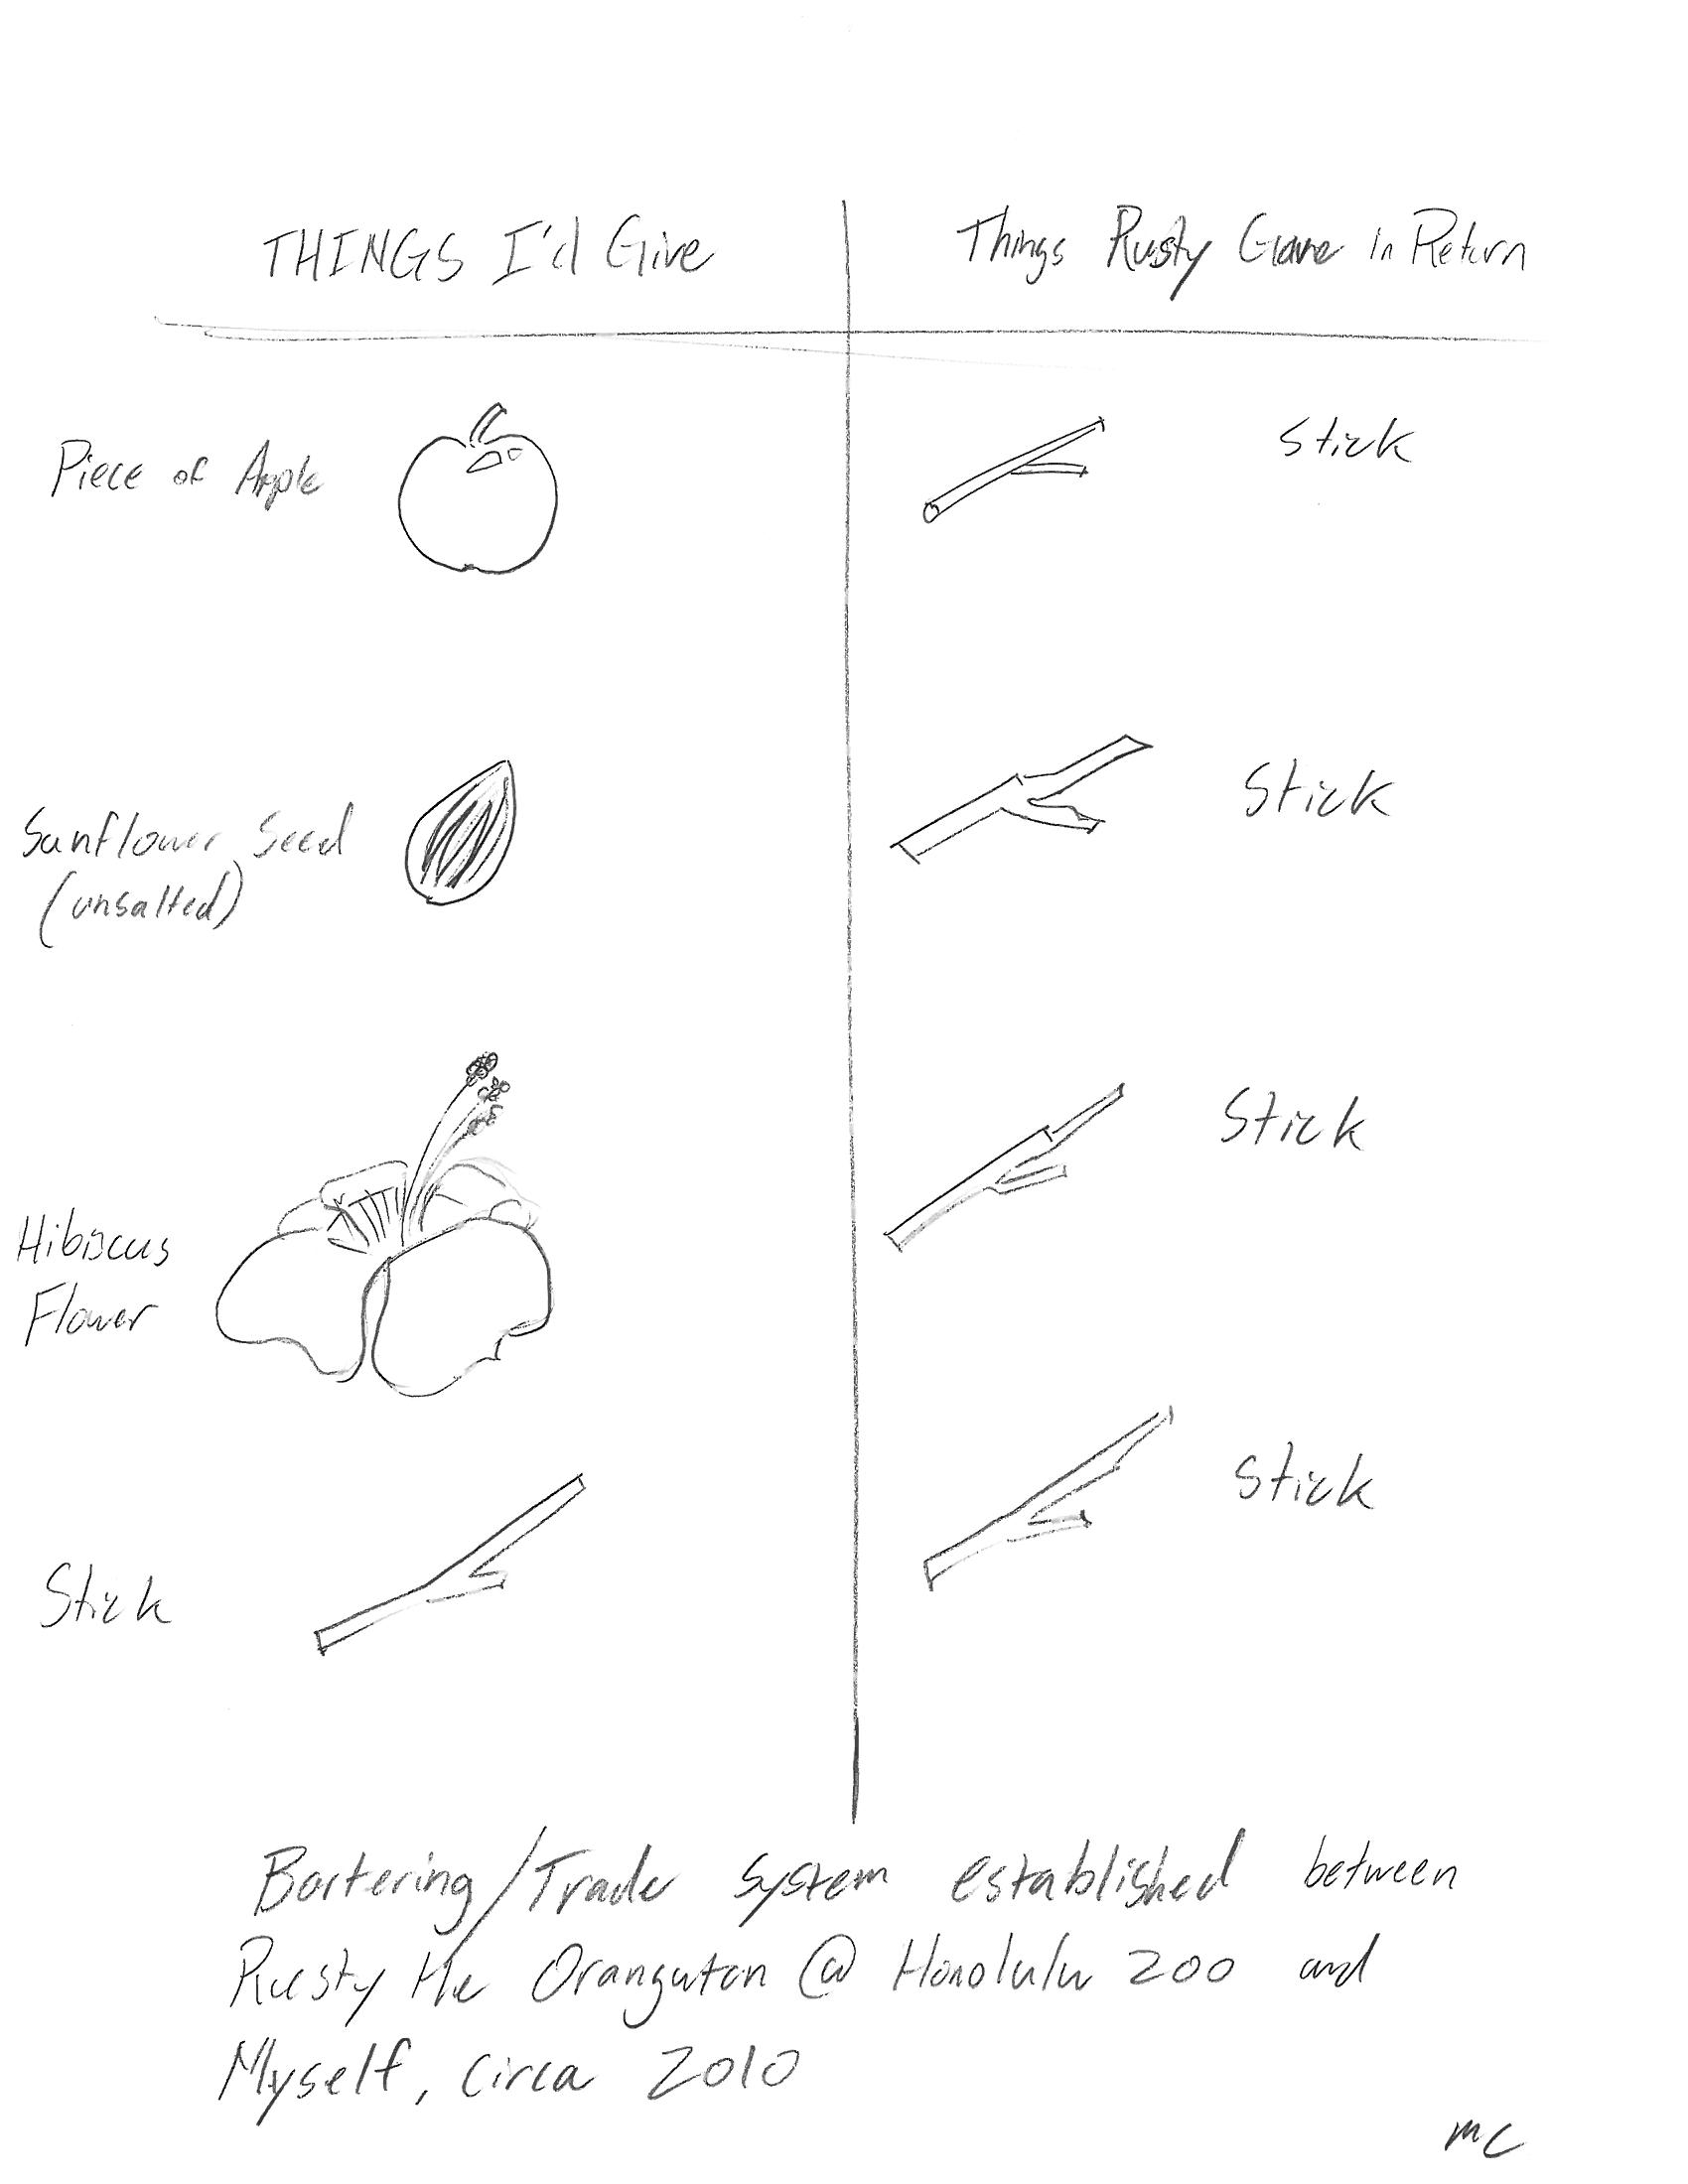 THINGS I'd Give
Things Rusty Gave in Return
Piece of Apple
Stick
Sunflower Seed
(unsalted)
Stick
Hibiscus
Flower
Stick
Stick
Stick
Bartering/Trade system established between
Rusty the Orangutan @ Honolulu Zoo and
Myself, circa 2010
MC